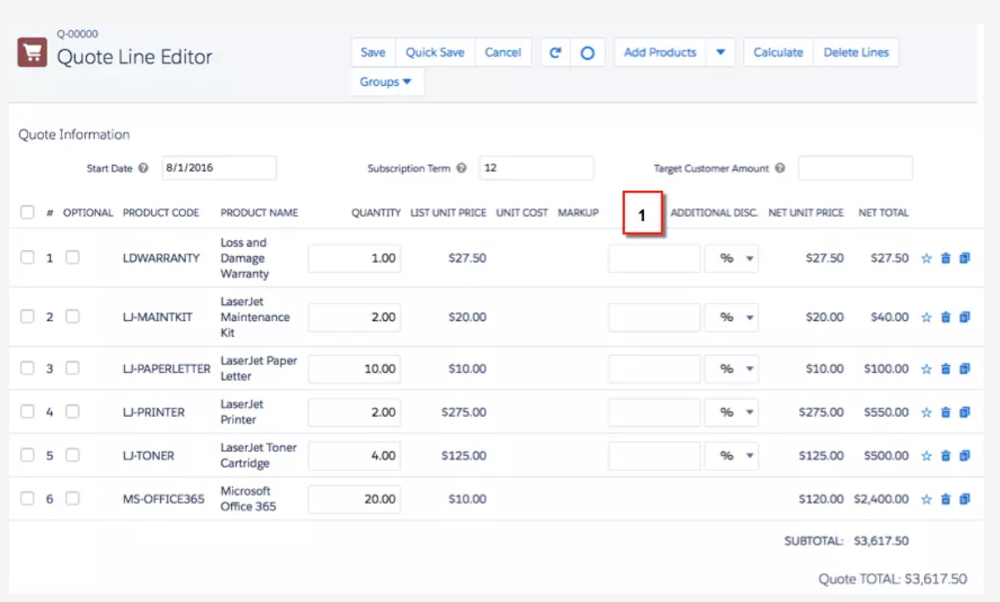 Q-00000
Quote Line Editor
Save Quick Save Cancel Add Products Calculate Delete Lines
Groups
Quote Information
Start Date 8/1/2016 Subscription Term 12 Target Customer Amount
# OPTIONAL PRODUCT CODE PRODUCT NAME QUANTITY LIST UNIT PRICE UNIT COST MARKUP 1 ADDITIONAL DISC. NET UNIT PRICE NET TOTAL
1 LDWARRANTY Loss and Damage Warranty 1.00 $27.50 % $27.50 $27.50
2 LJ-MAINTKIT LaserJet Maintenance Kit 2.00 $20.00 % $20.00 $40.00
3 LJ-PAPERLETTER LaserJet Paper Letter 10.00 $10.00 % $10.00 $100.00
4 LJ-PRINTER LaserJet Printer 2.00 $275.00 % $275.00 $550.00
5 LJ-TONER LaserJet Toner Cartridge 4.00 $125.00 % $125.00 $500.00
6 MS-OFFICE365 Microsoft Office 365 20.00 $10.00 $120.00 $2,400.00
SUBTOTAL: $3,617.50
Quote TOTAL: $3,617.50